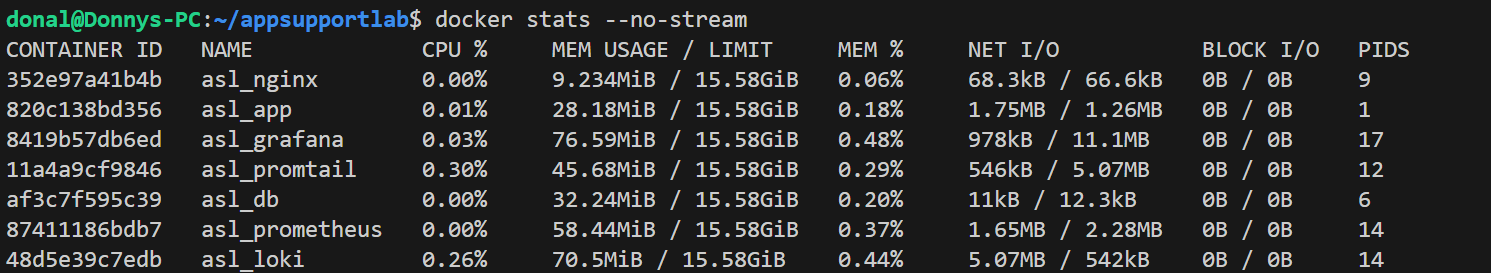 donal@Donnys-PC:~/appsupportlab$ docker stats --no-stream
CONTAINER ID   NAME             CPU %     MEM USAGE / LIMIT     MEM %     NET I/O           BLOCK I/O   PIDS
352e97a41b4b   asl_nginx        0.00%     9.234MiB / 15.58GiB   0.06%     68.3kB / 66.6kB   0B / 0B     9
820c138bd356   asl_app          0.01%     28.18MiB / 15.58GiB   0.18%     1.75MB / 1.26MB   0B / 0B     1
8419b57db6ed   asl_grafana      0.03%     76.59MiB / 15.58GiB   0.48%     978kB / 11.1MB    0B / 0B     17
11a4a9cf9846   asl_promtail     0.30%     45.68MiB / 15.58GiB   0.29%     546kB / 5.07MB    0B / 0B     12
af3c7f595c39   asl_db           0.00%     32.24MiB / 15.58GiB   0.20%     11kB / 12.3kB     0B / 0B     6
87411186bdb7   asl_prometheus   0.00%     58.44MiB / 15.58GiB   0.37%     1.65MB / 2.28MB   0B / 0B     14
48d5e39c7edb   asl_loki         0.26%     70.5MiB / 15.58GiB    0.44%     5.07MB / 542kB    0B / 0B     14